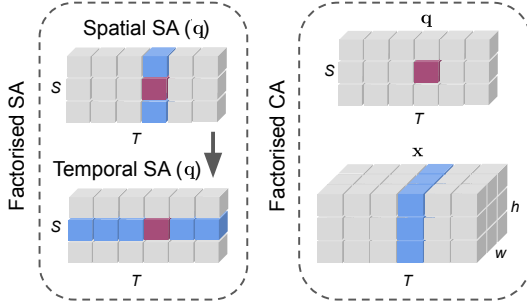 Factorised SA
Spatial SA (q)
S
T
Temporal SA (q)
S
T
Factorised CA
q
S
T
x
h
w
T